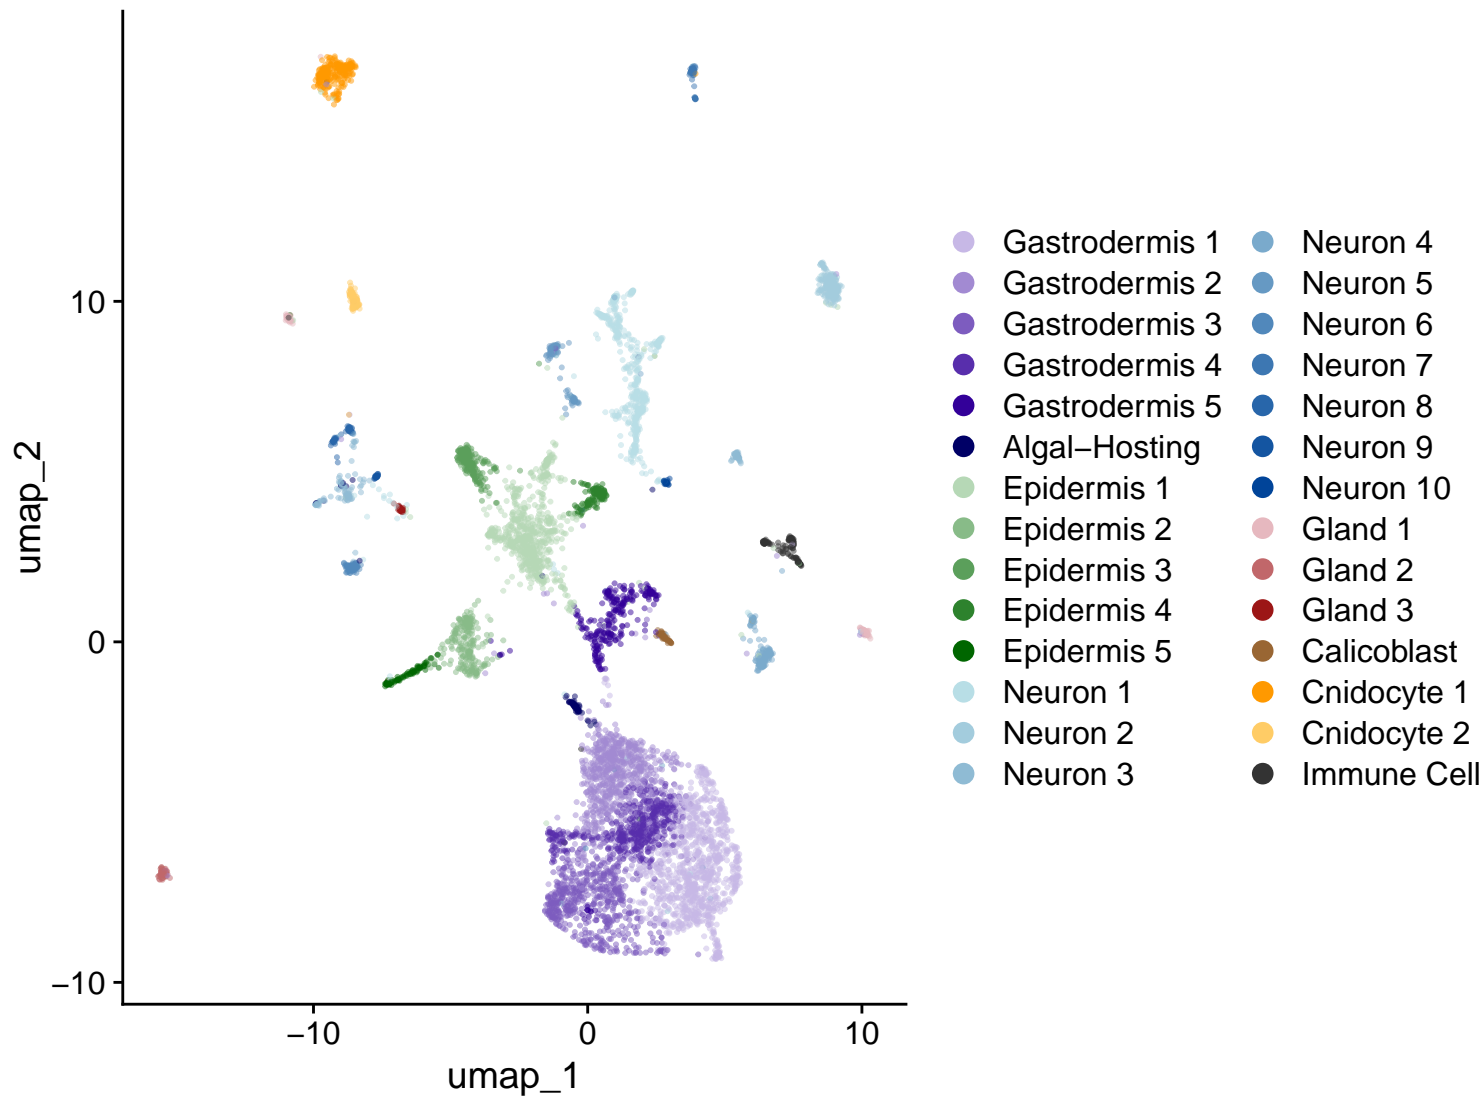 10
0
−10
umap_2
−10
0
10
umap_1
Gastrodermis 1
Gastrodermis 2
Gastrodermis 3
Gastrodermis 4
Gastrodermis 5
Algal−Hosting
Epidermis 1
Epidermis 2
Epidermis 3
Epidermis 4
Epidermis 5
Neuron 1
Neuron 2
Neuron 3
Neuron 4
Neuron 5
Neuron 6
Neuron 7
Neuron 8
Neuron 9
Neuron 10
Gland 1
Gland 2
Gland 3
Calicoblast
Cnidocyte 1
Cnidocyte 2
Immune Cell